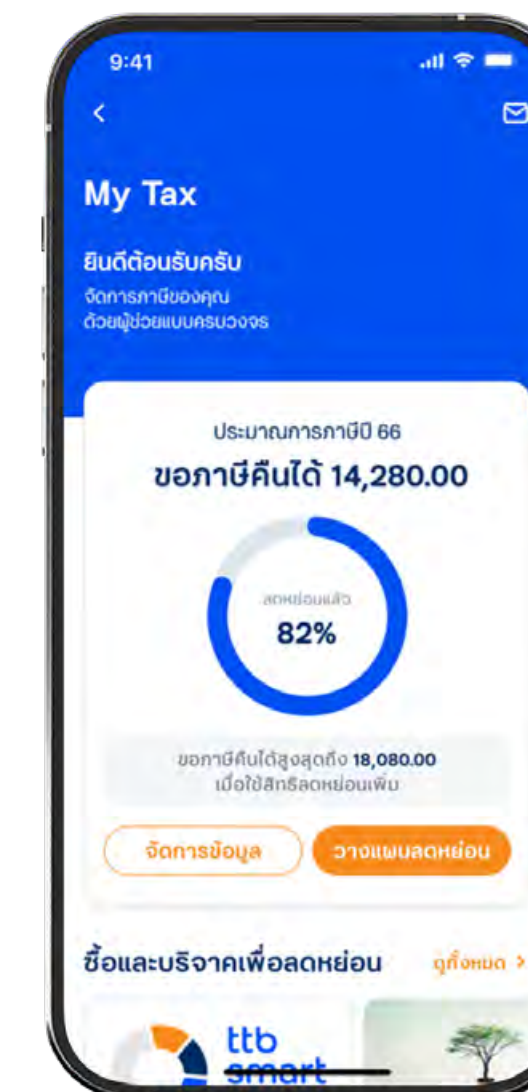 9:41
My Tax
ยินดีต้อนรับครับ
จัดการภาษีของคุณ
ด้วยผู้ช่วยแบบครบวงจร
ประมาณการภาษีปี 66
ขอภาษีคืนได้ 14,280.00
ลดหย่อนแล้ว
82%
ขอภาษีคืนได้สูงสุดถึง 18,080.00
เมื่อใช้สิทธิลดหย่อนเพิ่ม
จัดการข้อมูล
วางแผนลดหย่อน
ซื้อและบริจาคเพื่อลดหย่อน
ดูทั้งหมด >
ttb
smart